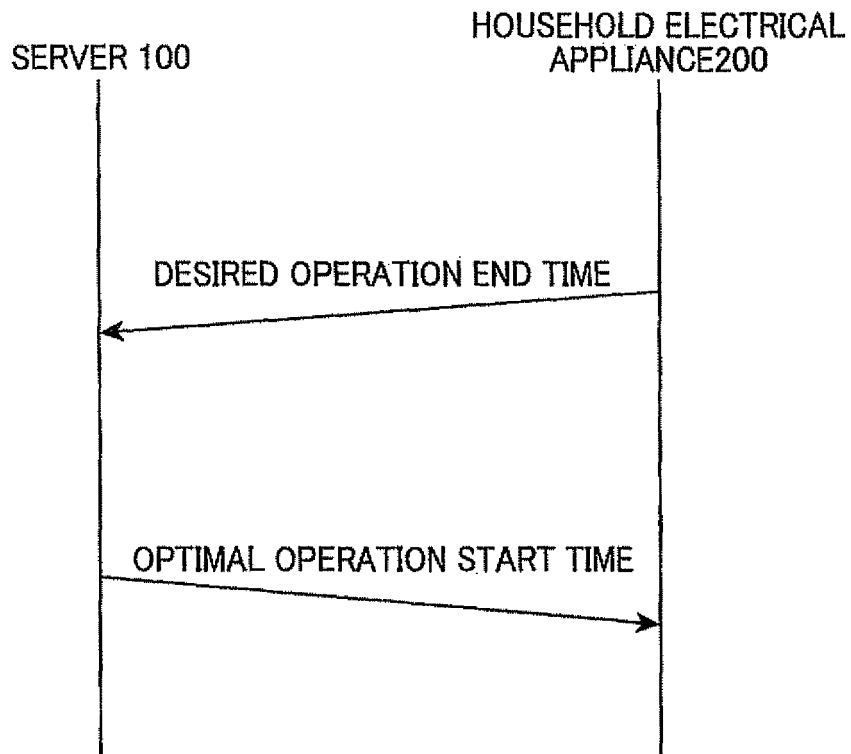 SERVER 100
HOUSEHOLD ELECTRICAL
APPLIANCE200
DESIRED OPERATION END TIME
OPTIMAL OPERATION START TIME